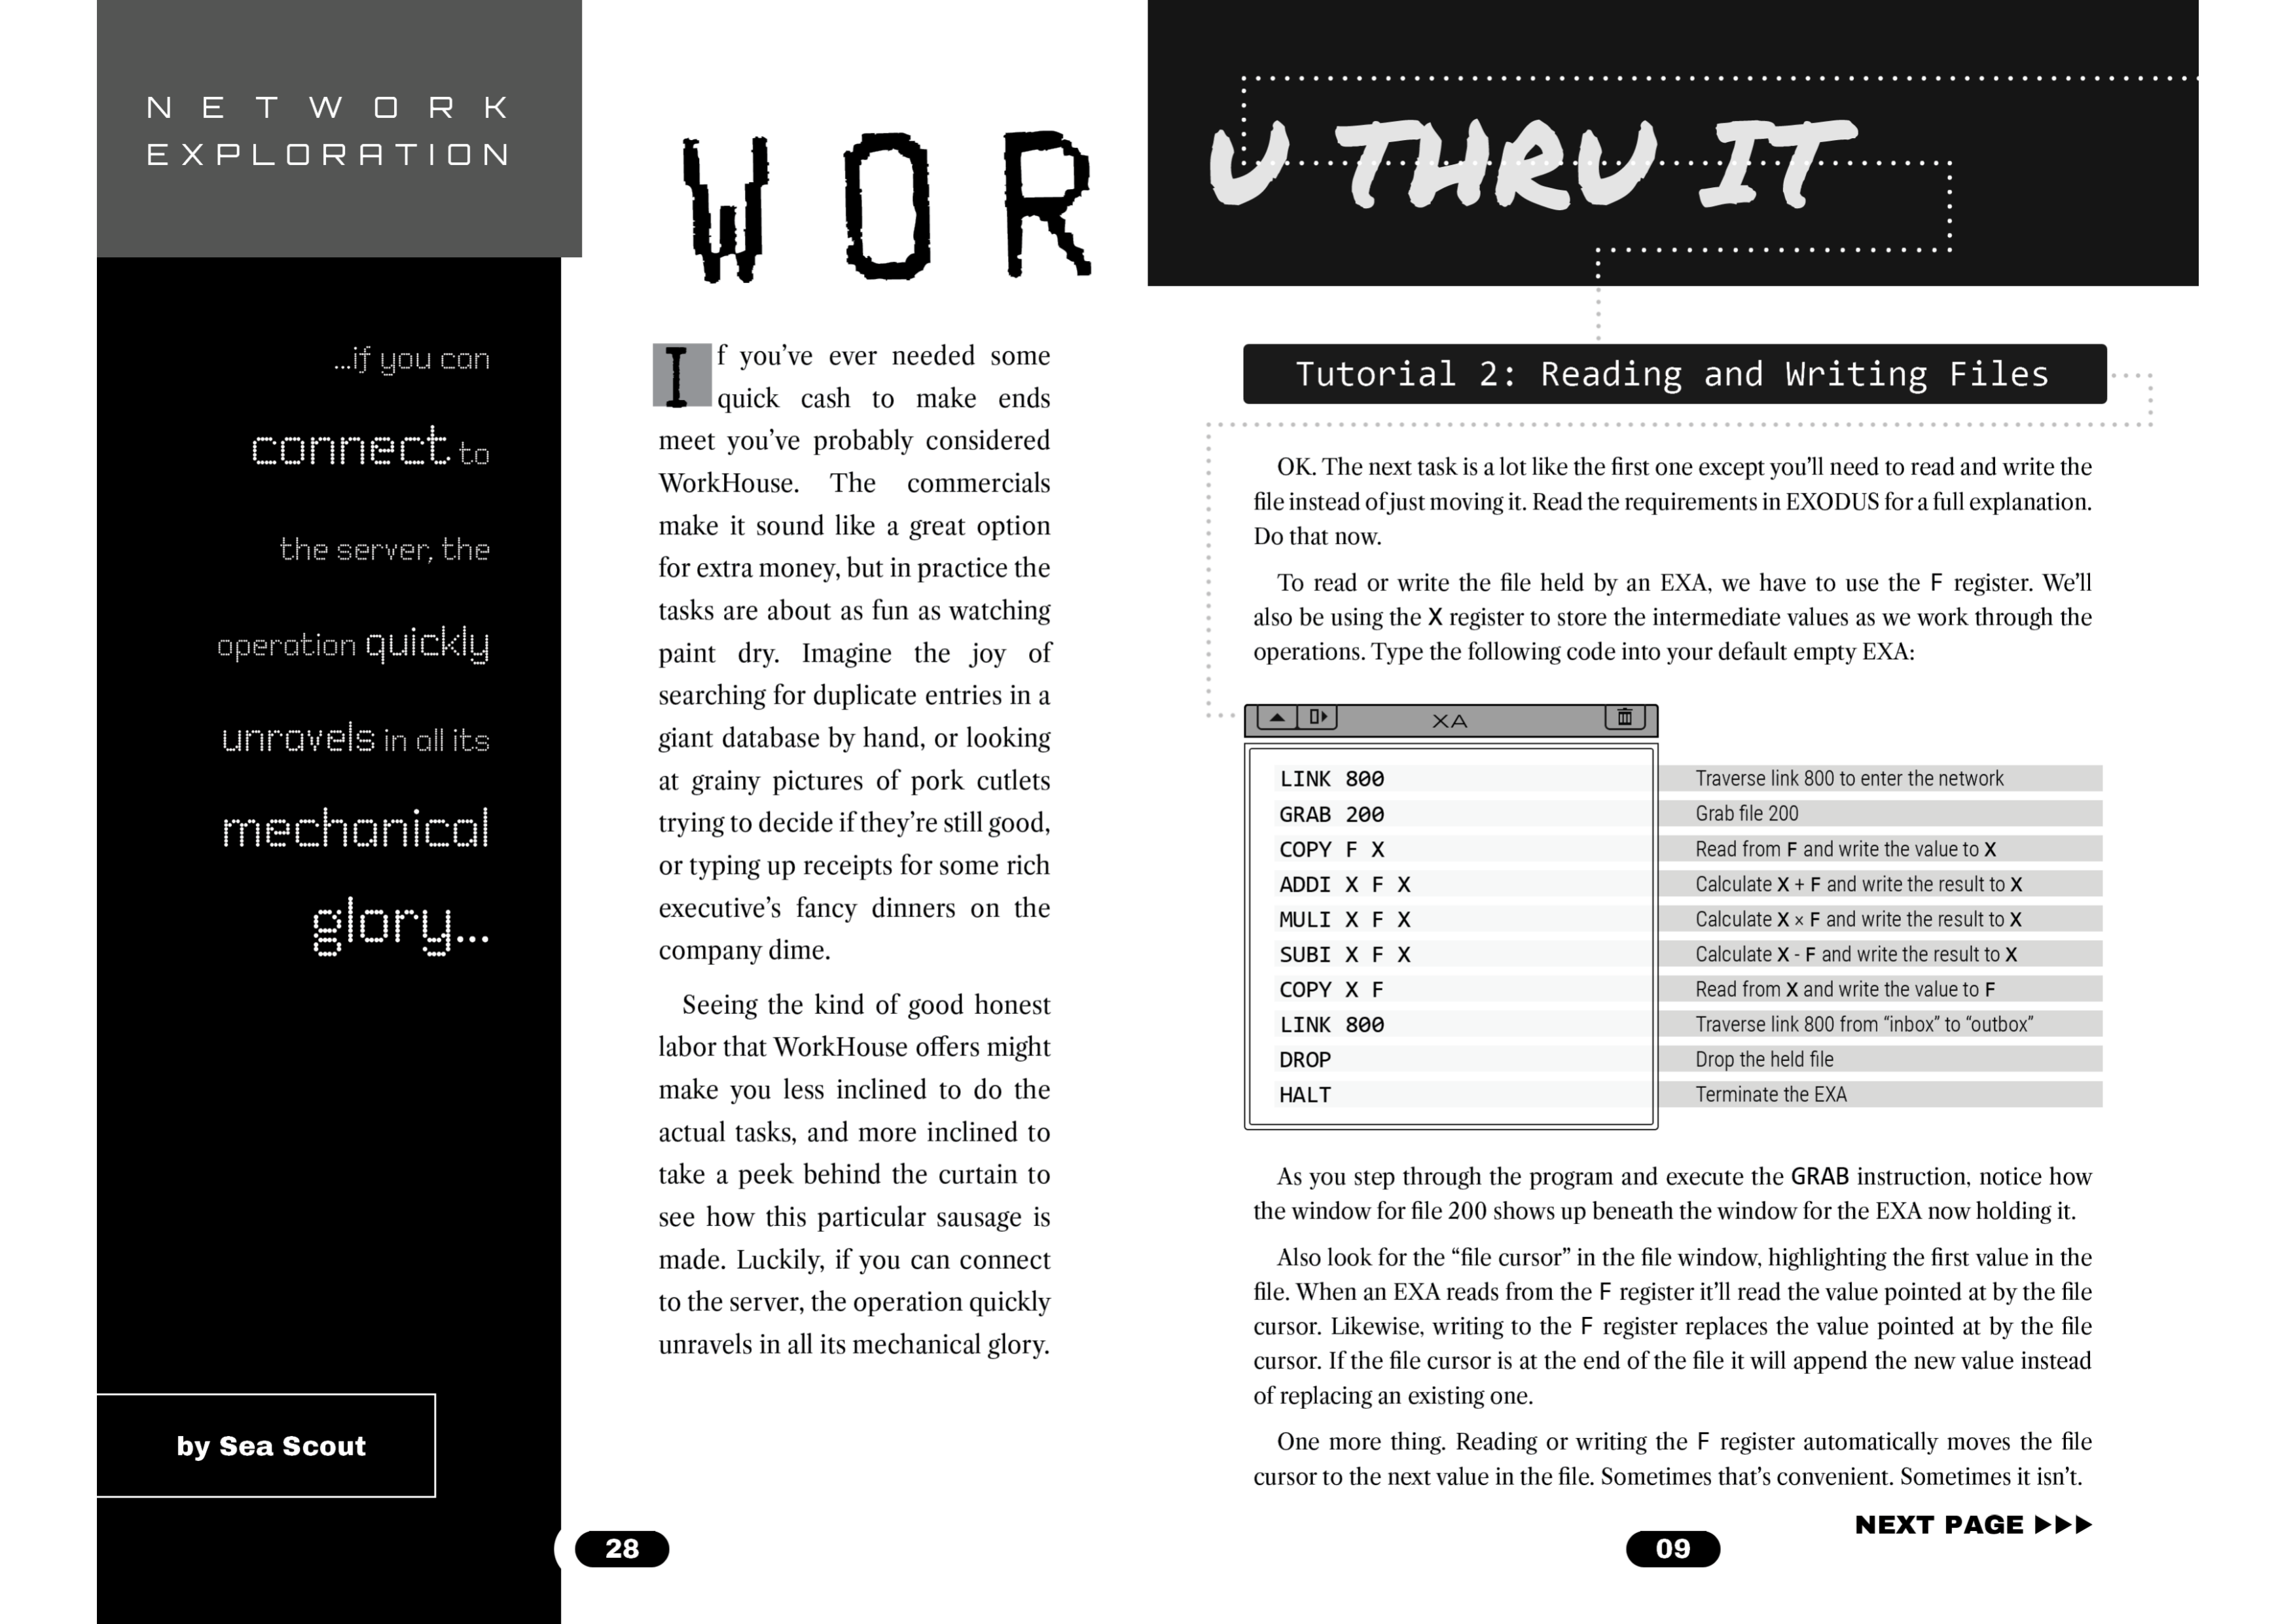 NETWORK
EXPLORATION
...if you can
connect to
the server, the
operation quickly
unravels in all its
mechanical
glory...
by Sea Scout
WOR
If you’ve ever needed some
quick cash to make ends
meet you’ve probably considered
WorkHouse. The commercials
make it sound like a great option
for extra money, but in practice the
tasks are about as fun as watching
paint dry. Imagine the joy of
searching for duplicate entries in a
giant database by hand, or looking
at grainy pictures of pork cutlets
trying to decide if they’re still good,
or typing up receipts for some rich
executive’s fancy dinners on the
company dime.
Seeing the kind of good honest
labor that WorkHouse offers might
make you less inclined to do the
actual tasks, and more inclined to
take a peek behind the curtain to
see how this particular sausage is
made. Luckily, if you can connect
to the server, the operation quickly
unravels in all its mechanical glory.
28
U THRU IT
Tutorial 2: Reading and Writing Files
OK. The next task is a lot like the first one except you’ll need to read and write the
file instead of just moving it. Read the requirements in EXODUS for a full explanation.
Do that now.
To read or write the file held by an EXA, we have to use the F register. We’ll
also be using the X register to store the intermediate values as we work through the
operations. Type the following code into your default empty EXA:
XA
LINK 800 Traverse link 800 to enter the network
GRAB 200 Grab file 200
COPY F X Read from F and write the value to X
ADDI X F X Calculate X + F and write the result to X
MULI X F X Calculate X × F and write the result to X
SUBI X F X Calculate X - F and write the result to X
COPY X F Read from X and write the value to F
LINK 800 Traverse link 800 from “inbox” to “outbox”
DROP Drop the held file
HALT Terminate the EXA
As you step through the program and execute the GRAB instruction, notice how
the window for file 200 shows up beneath the window for the EXA now holding it.
Also look for the “file cursor” in the file window, highlighting the first value in the
file. When an EXA reads from the F register it’ll read the value pointed at by the file
cursor. Likewise, writing to the F register replaces the value pointed at by the file
cursor. If the file cursor is at the end of the file it will append the new value instead
of replacing an existing one.
One more thing. Reading or writing the F register automatically moves the file
cursor to the next value in the file. Sometimes that’s convenient. Sometimes it isn’t.
NEXT PAGE ▶▶▶
09